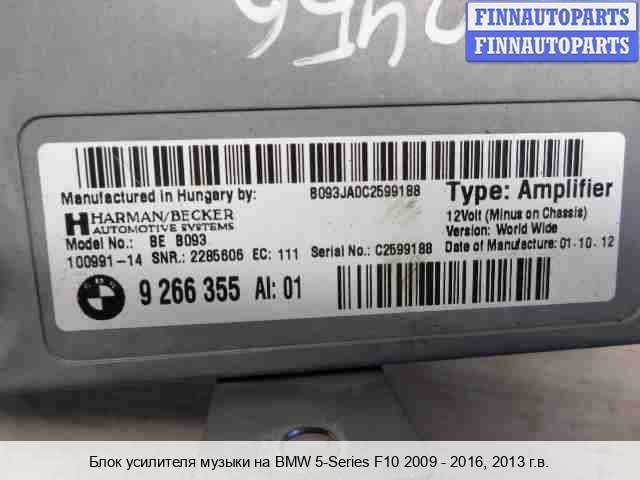 FINNAUTOPARTS
FINNAUTOPARTS
Manufactured in Hungary by:
HARMAN/BECKER
AUTOMOTIVE SYSTEMS
Model No.: BE B093
100991-14 SNR.: 2285606 EC: 111
B093JA0C2599188
Serial No.: C2599188
Type: Amplifier
12Volt (Minus on Chassis)
Version: World Wide
Date of Manufacture: 01.10.12
BMW
9 266 355 AI: 01
Блок усилителя музыки на BMW 5-Series F10 2009 - 2016, 2013 г.в.